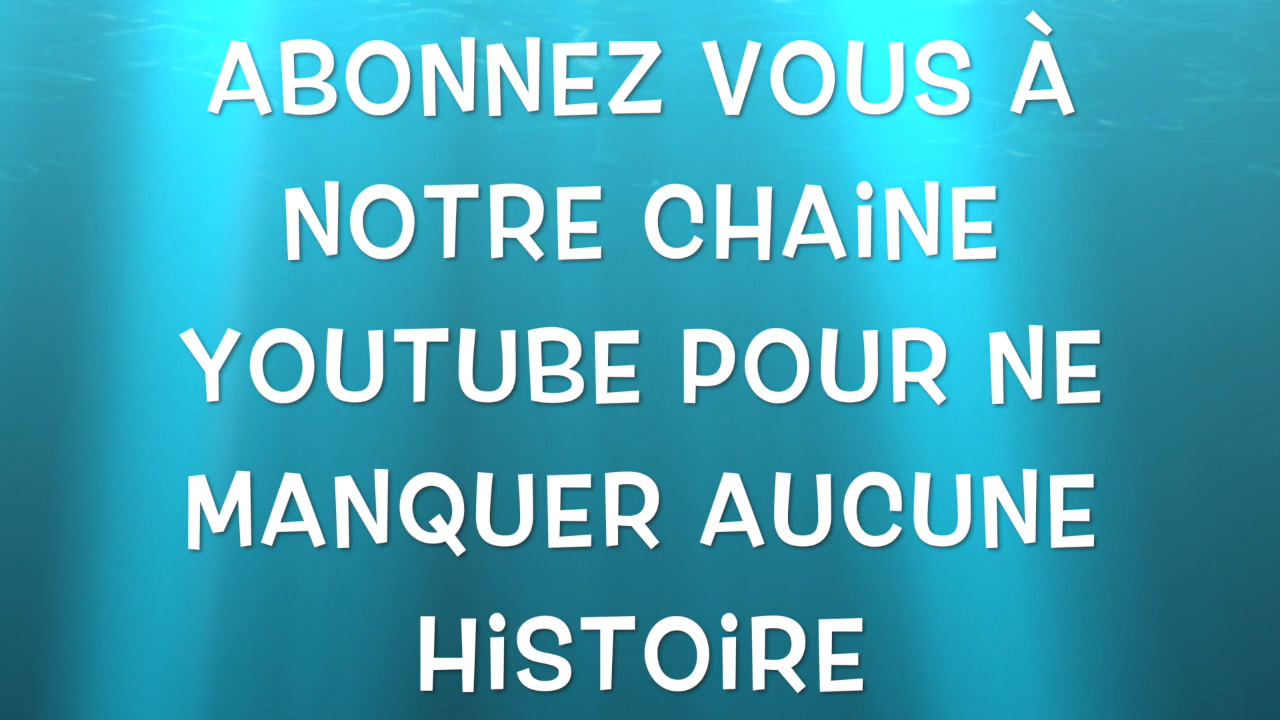 ABONNEZ VOUS À
NOTRE CHAiNE
YOUTUBE POUR NE
MANQUER AUCUNE
HiSTOiRE